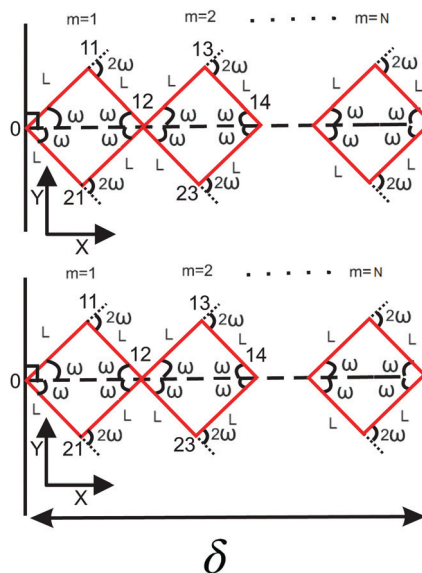 m=1 m=2 m=N
11 2ω 13 2ω 2ω
L L L L L L
12 14
0 ω ω ω ω ω ω
ω ω ω ω ω ω
L L L L L L
21 2ω 23 2ω 2ω
Y
X
m=1 m=2 m=N
11 2ω 13 2ω 2ω
L L L L L L
12 14
0 ω ω ω ω ω ω
ω ω ω ω ω ω
L L L L L L
21 2ω 23 2ω 2ω
Y
X
δ